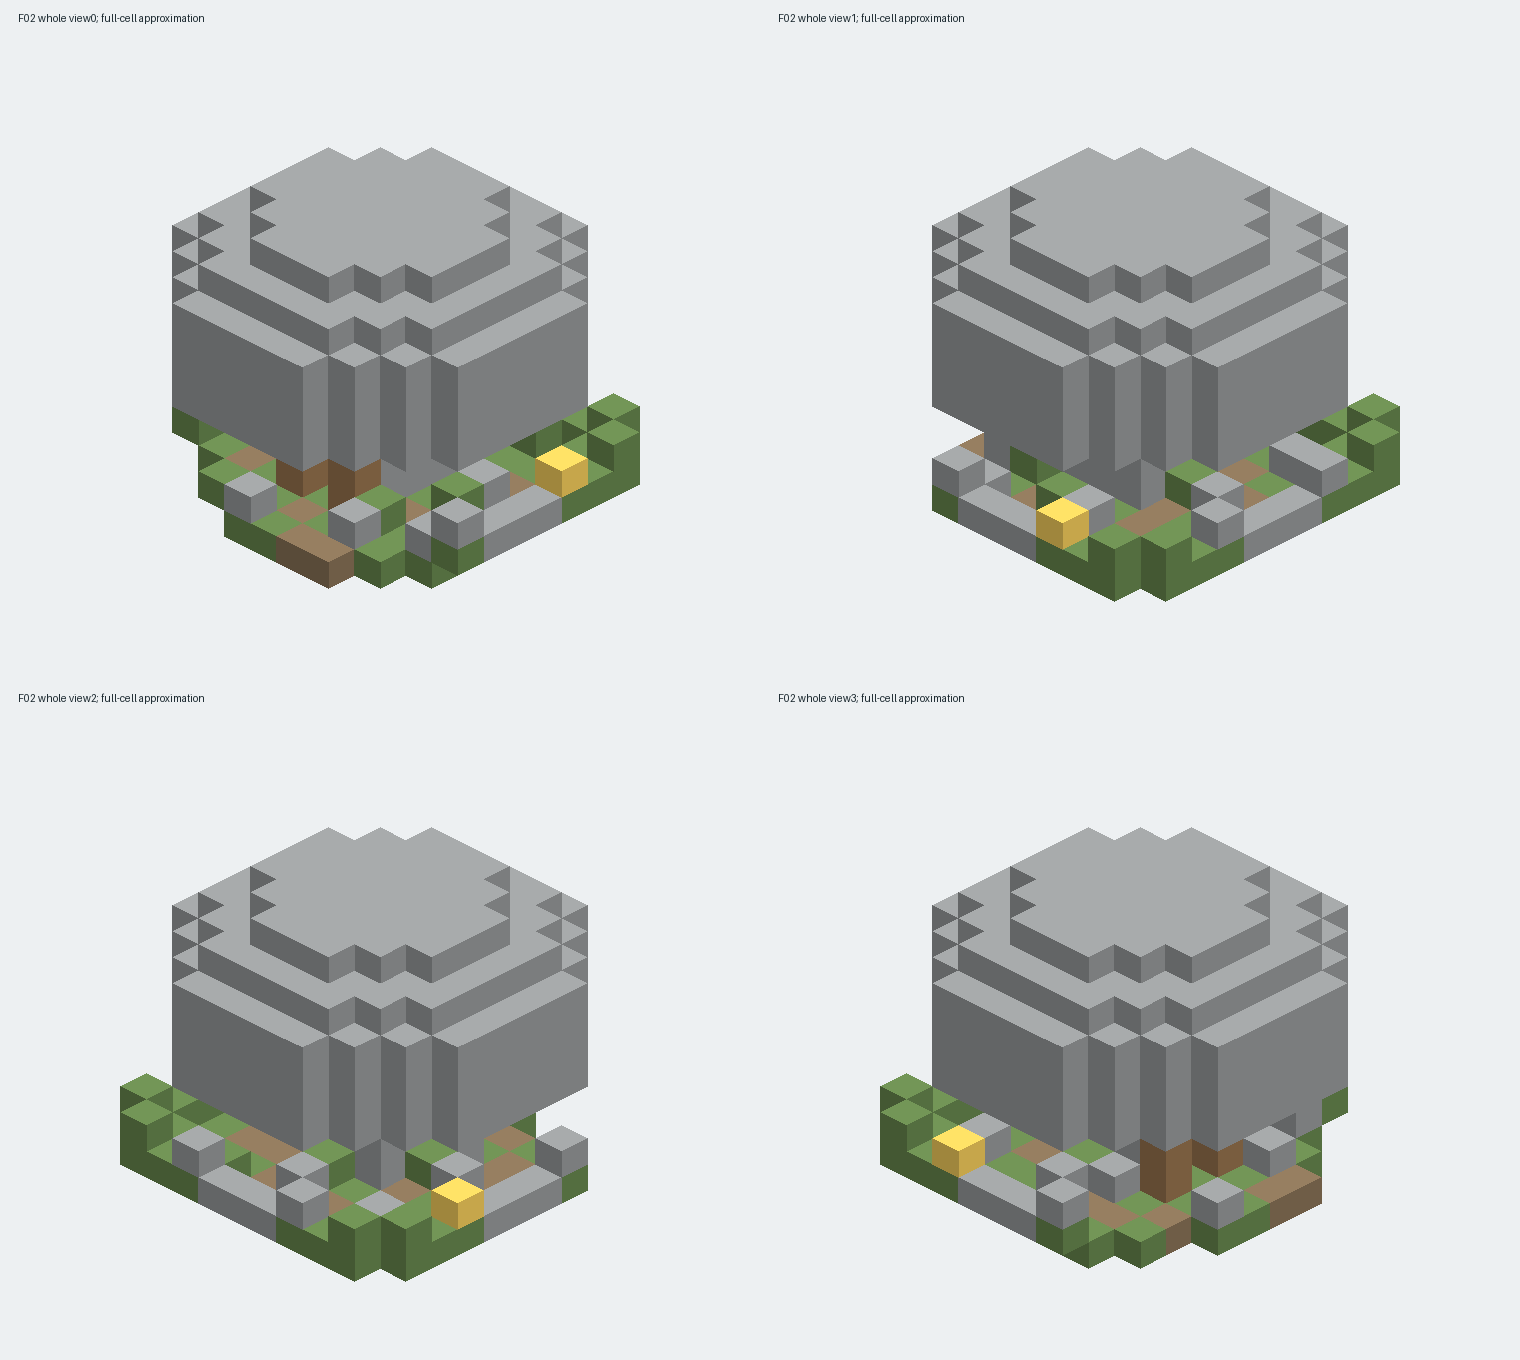 F02 whole view0; full-cell approximation
F02 whole view1; full-cell approximation
F02 whole view2; full-cell approximation
F02 whole view3; full-cell approximation